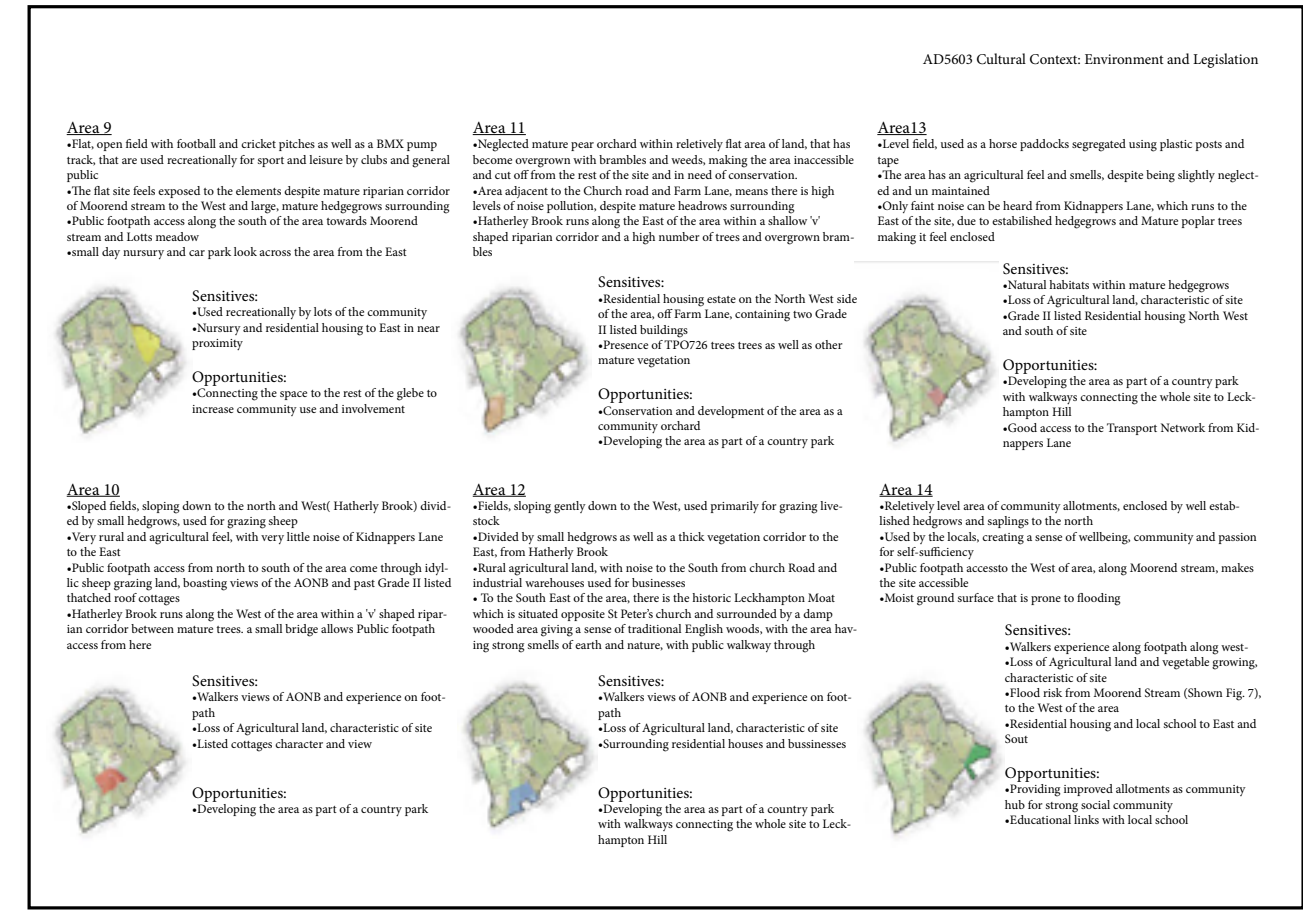 AD5603 Cultural Context: Environment and Legislation
Area 9
•Flat, open field with football and cricket pitches as well as a BMX pump
track, that are used recreationally for sport and leisure by clubs and general
public
•The flat site feels exposed to the elements despite mature riparian corridor
of Moorend stream to the West and large, mature hedgegrows surrounding
•Public footpath access along the south of the area towards Moorend
stream and Lotts meadow
•small day nursury and car park look across the area from the East
Sensitives:
•Used recreationally by lots of the community
•Nursury and residential housing to East in near
proximity
Opportunities:
•Connecting the space to the rest of the glebe to
increase community use and involvement
Area 10
•Sloped fields, sloping down to the north and West( Hatherly Brook) divid-
ed by small hedgrows, used for grazing sheep
•Very rural and agricultural feel, with very little noise of Kidnappers Lane
to the East
•Public footpath access from north to south of the area come through idyl-
lic sheep grazing land, boasting views of the AONB and past Grade II listed
thatched roof cottages
•Hatherley Brook runs along the West of the area within a 'v' shaped ripar-
ian corridor between mature trees. a small bridge allows Public footpath
access from here
Sensitives:
•Walkers views of AONB and experience on foot-
path
•Loss of Agricultural land, characteristic of site
•Listed cottages character and view
Opportunities:
•Developing the area as part of a country park
Area 11
•Neglected mature pear orchard within reletively flat area of land, that has
become overgrown with brambles and weeds, making the area inaccessible
and cut off from the rest of the site and in need of conservation.
•Area adjacent to the Church road and Farm Lane, means there is high
levels of noise pollution, despite mature headrows surrounding
•Hatherley Brook runs along the East of the area within a shallow 'v'
shaped riparian corridor and a high number of trees and overgrown bram-
bles
Sensitives:
•Residential housing estate on the North West side
of the area, off Farm Lane, containing two Grade
II listed buildings
•Presence of TPO726 trees trees as well as other
mature vegetation
Opportunities:
•Conservation and development of the area as a
community orchard
•Developing the area as part of a country park
Area 12
•Fields, sloping gently down to the West, used primarily for grazing live-
stock
•Divided by small hedgrows as well as a thick vegetation corridor to the
East, from Hatherly Brook
•Rural agricultural land, with noise to the South from church Road and
industrial warehouses used for businesses
• To the South East of the area, there is the historic Leckhampton Moat
which is situated opposite St Peter's church and surrounded by a damp
wooded area giving a sense of traditional English woods, with the area hav-
ing strong smells of earth and nature, with public walkway through
Sensitives:
•Walkers views of AONB and experience on foot-
path
•Loss of Agricultural land, characteristic of site
•Surrounding residential houses and bussinesses
Opportunities:
•Developing the area as part of a country park
with walkways connecting the whole site to Leck-
hampton Hill
Area13
•Level field, used as a horse paddocks segregated using plastic posts and
tape
•The area has an agricultural feel and smells, despite being slightly neglect-
ed and un maintained
•Only faint noise can be heard from Kidnappers Lane, which runs to the
East of the site, due to estabilished hedgegrows and Mature poplar trees
making it feel enclosed
Sensitives:
•Natural habitats within mature hedgegrows
•Loss of Agricultural land, characteristic of site
•Grade II listed Residential housing North West
and south of site
Opportunities:
•Developing the area as part of a country park
with walkways connecting the whole site to Leck-
hampton Hill
•Good access to the Transport Network from Kid-
nappers Lane
Area 14
•Reletively level area of community allotments, enclosed by well estab-
lished hedgrows and saplings to the north
•Used by the locals, creating a sense of wellbeing, community and passion
for self-sufficiency
•Public footpath accessto the West of area, along Moorend stream, makes
the site accessible
•Moist ground surface that is prone to flooding
Sensitives:
•Walkers experience along footpath along west-
•Loss of Agricultural land and vegetable growing,
characteristic of site
•Flood risk from Moorend Stream (Shown Fig. 7),
to the West of the area
•Residential housing and local school to East and
Sout
Opportunities:
•Providing improved allotments as community
hub for strong social community
•Educational links with local school